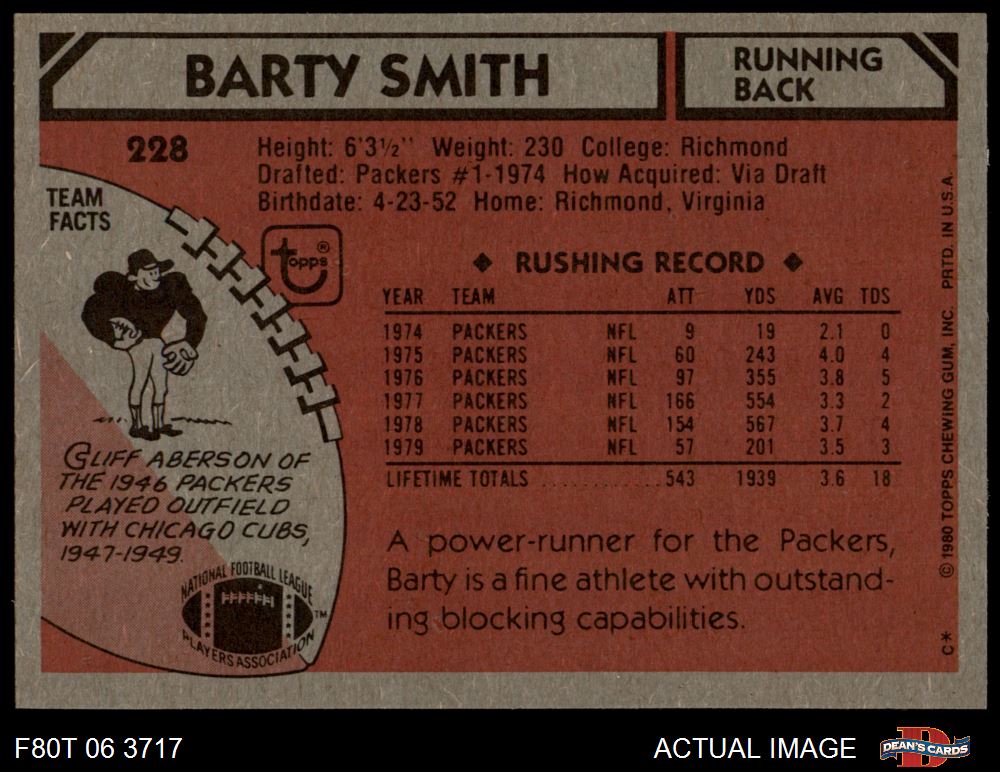 BARTY SMITH
RUNNING
BACK
228
Height: 6'3½" Weight: 230 College: Richmond
Drafted: Packers #1-1974 How Acquired: Via Draft
Birthdate: 4-23-52 Home: Richmond, Virginia
TEAM
FACTS
topps®
◆ RUSHING RECORD ◆
YEAR TEAM ATT YDS AVG TDS
1974 PACKERS NFL 9 19 2.1 0
1975 PACKERS NFL 60 243 4.0 4
1976 PACKERS NFL 97 355 3.8 5
1977 PACKERS NFL 166 554 3.3 2
1978 PACKERS NFL 154 567 3.7 4
1979 PACKERS NFL 57 201 3.5 3
LIFETIME TOTALS ............ 543 1939 3.6 18
CLIFF ABERSON OF
THE 1946 PACKERS
PLAYED OUTFIELD
WITH CHICAGO CUBS,
1947-1949.
NATIONAL FOOTBALL LEAGUE
PLAYERS ASSOCIATION
TM
A power-runner for the Packers,
Barty is a fine athlete with outstand-
ing blocking capabilities.
C* © 1980 TOPPS CHEWING GUM, INC. PRTD. IN U.S.A.
F80T 06 3717
ACTUAL IMAGE
D
DEAN'S CARDS